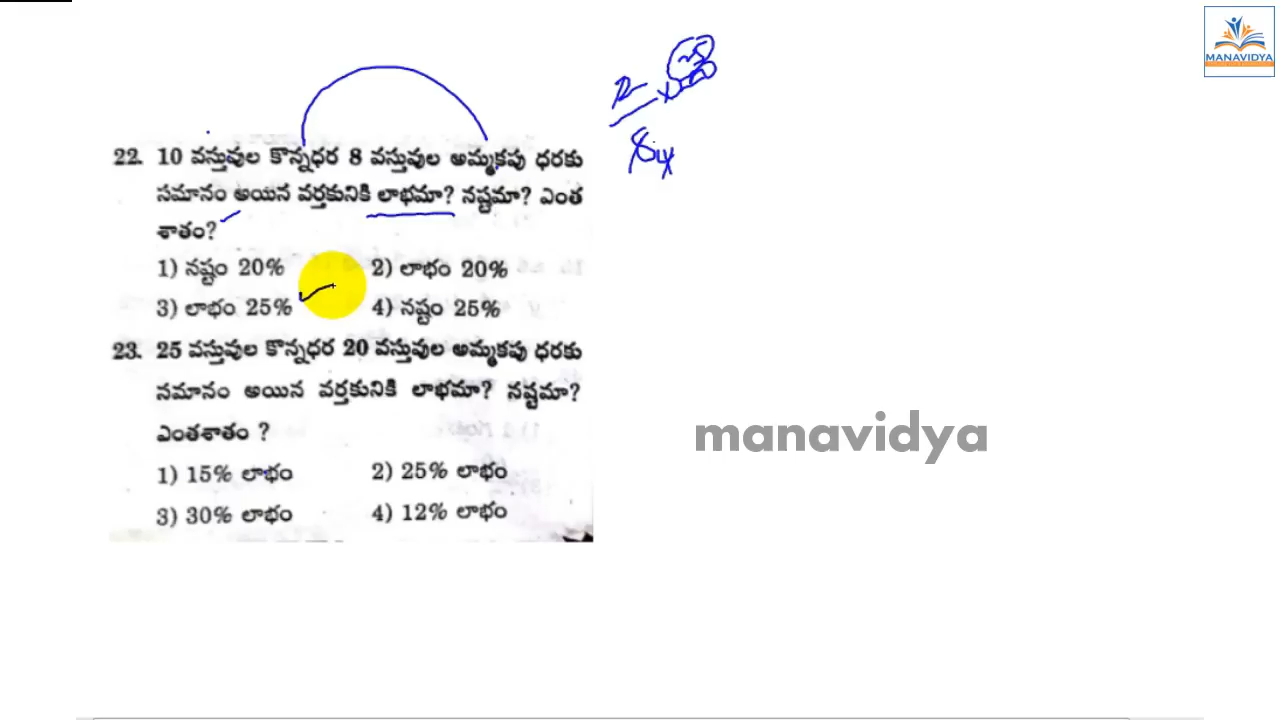 MANAVIDYA
22. 10 వస్తువుల కొన్నధర 8 వస్తువుల అమ్మకపు ధరకు
సమానం అయిన వర్తకునికి లాభమా? నష్టమా? ఎంత
శాతం?
1) నష్టం 20% 2) లాభం 20%
3) లాభం 25% 4) నష్టం 25%
23. 25 వస్తువుల కొన్నధర 20 వస్తువుల అమ్మకపు ధరకు
సమానం అయిన వర్తకునికి లాభమా? నష్టమా?
ఎంతశాతం ?
1) 15% లాభం 2) 25% లాభం
3) 30% లాభం 4) 12% లాభం
manavidya